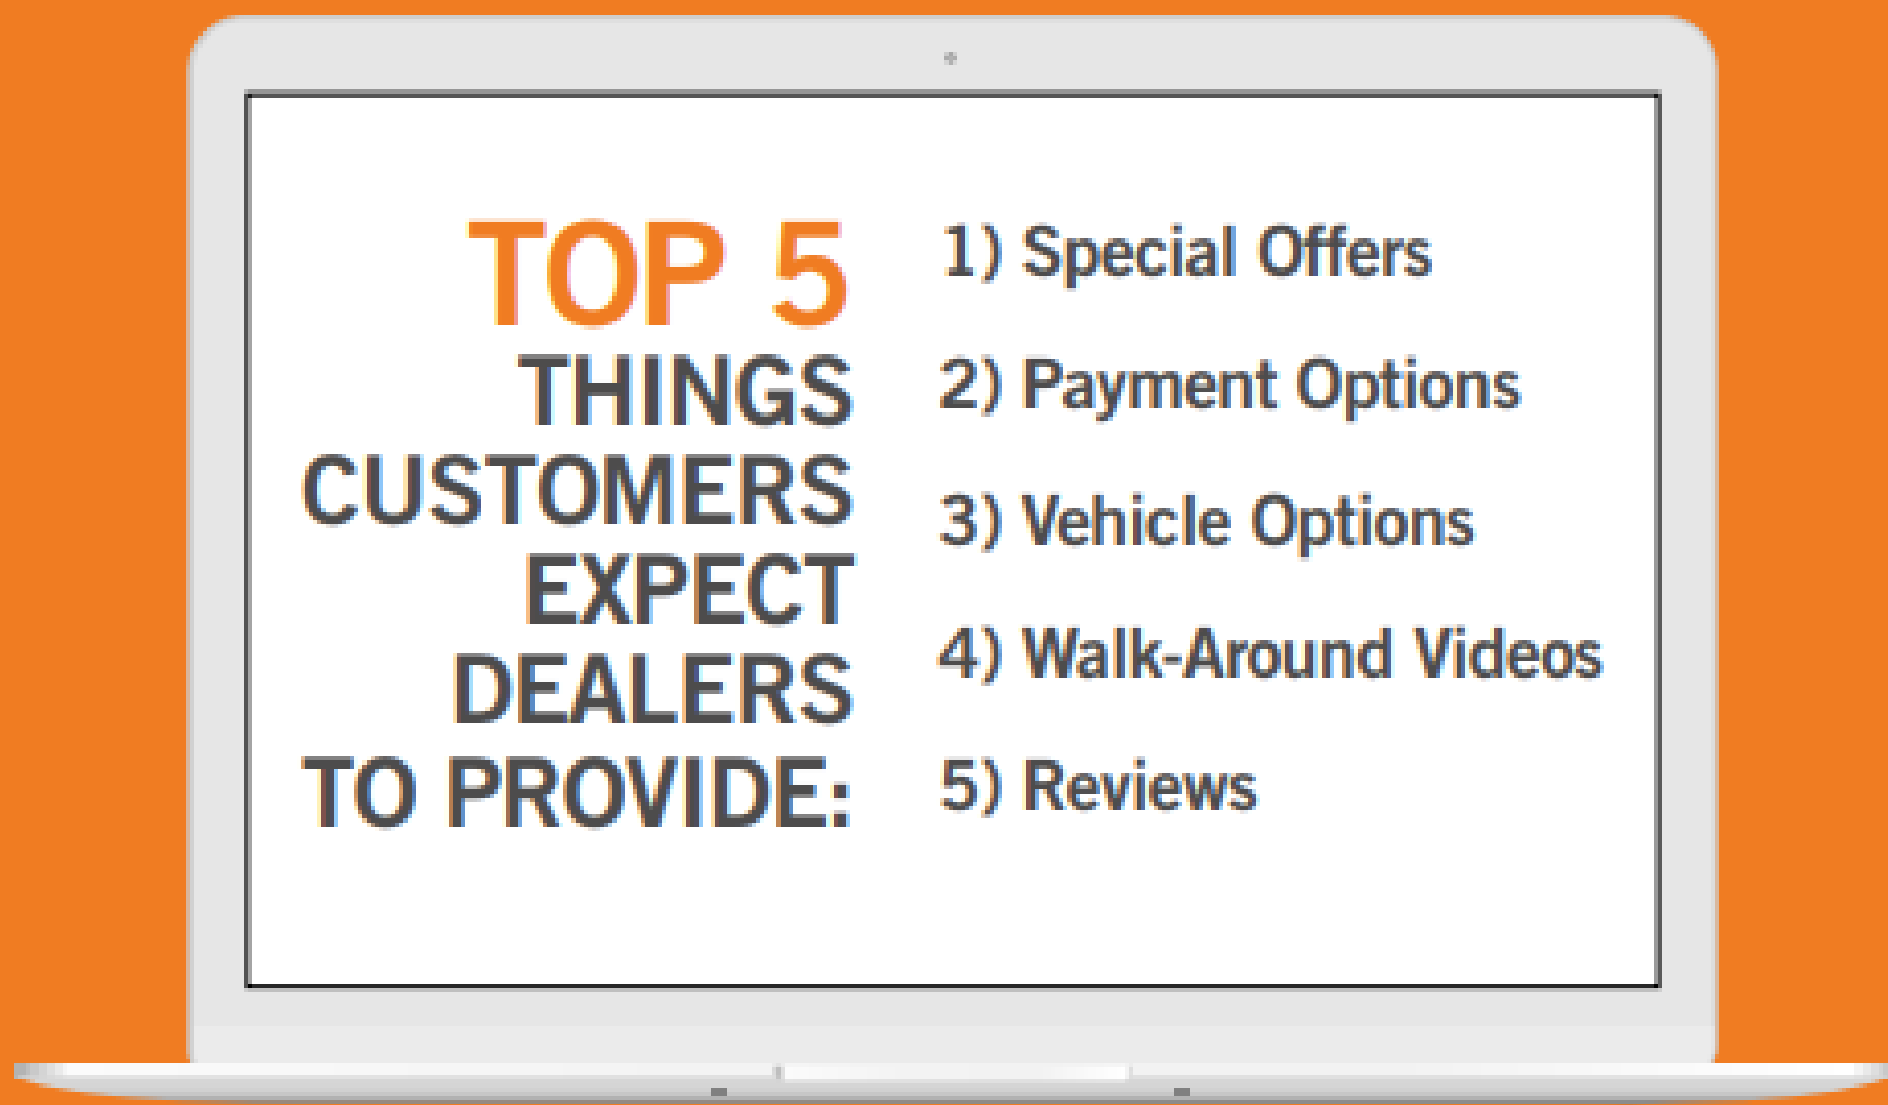 TOP 5
THINGS
CUSTOMERS
EXPECT
DEALERS
TO PROVIDE:
1) Special Offers
2) Payment Options
3) Vehicle Options
4) Walk-Around Videos
5) Reviews